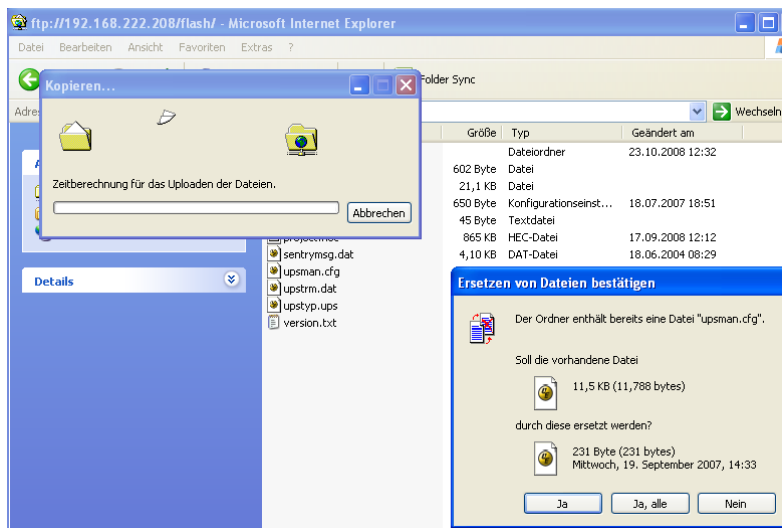 ftp://192.168.222.208/flash/ - Microsoft Internet Explorer
Datei Bearbeiten Ansicht Favoriten Extras ?
Kopieren...
Folder Sync
Adre
Wechseln
Größe Typ Geändert am
Dateiordner 23.10.2008 12:32
602 Byte Datei
21,1 KB Datei
650 Byte Konfigurationseinst... 18.07.2007 18:51
45 Byte Textdatei
865 KB HEC-Datei 17.09.2008 12:12
4,10 KB DAT-Datei 18.06.2004 08:29
Zeitberechnung für das Uploaden der Dateien.
Abbrechen
sentrymsg.dat
upsman.cfg
upstrm.dat
upstyp.ups
version.txt
Details
Ersetzen von Dateien bestätigen
Der Ordner enthält bereits eine Datei "upsman.cfg".
Soll die vorhandene Datei
11,5 KB (11,788 bytes)
durch diese ersetzt werden?
231 Byte (231 bytes)
Mittwoch, 19. September 2007, 14:33
Ja Ja, alle Nein